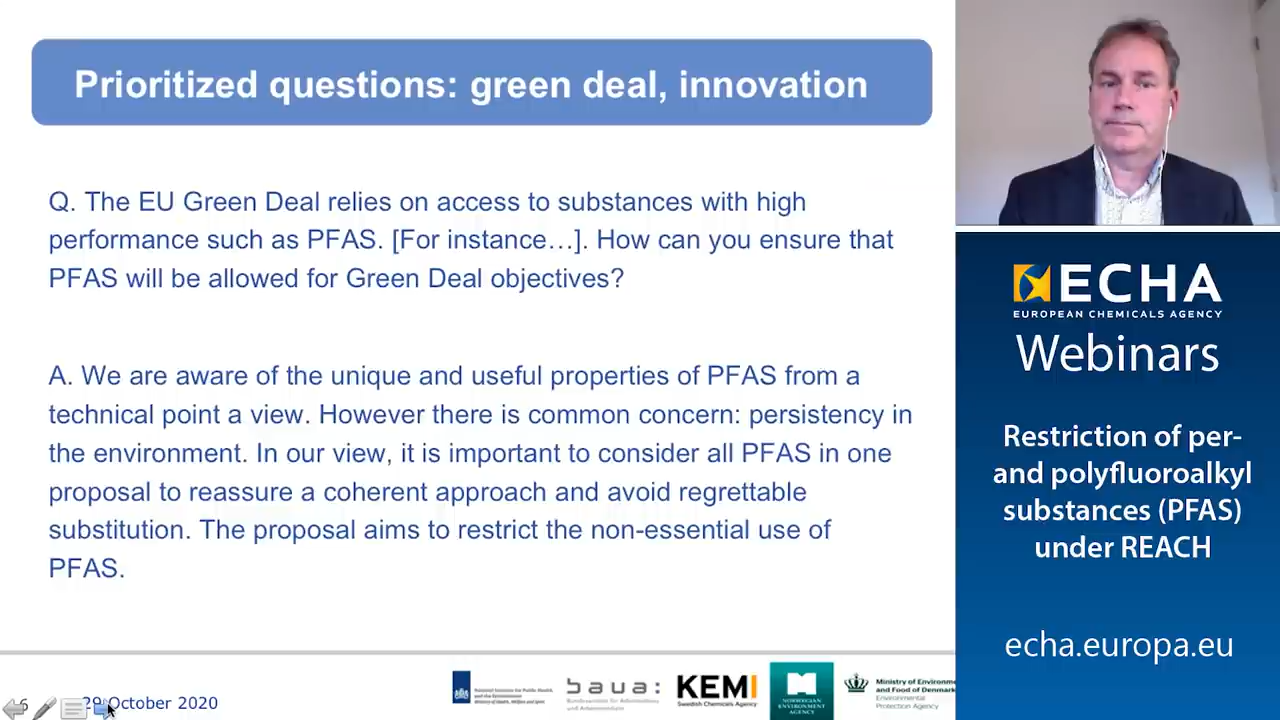 Prioritized questions: green deal, innovation
Q. The EU Green Deal relies on access to substances with high
performance such as PFAS. [For instance…]. How can you ensure that
PFAS will be allowed for Green Deal objectives?
A. We are aware of the unique and useful properties of PFAS from a
technical point a view. However there is common concern: persistency in
the environment. In our view, it is important to consider all PFAS in one
proposal to reassure a coherent approach and avoid regrettable
substitution. The proposal aims to restrict the non-essential use of
PFAS.
ECHA
EUROPEAN CHEMICALS AGENCY
Webinars
Restriction of per-
and polyfluoroalkyl
substances (PFAS)
under REACH
echa.europa.eu
October 2020
baua:
KEMI
Swedish Chemicals Agency
NORWEGIAN
ENVIRONMENT
AGENCY
Ministry of Environme
and Food of Denmark
Environmental
Protection Agency